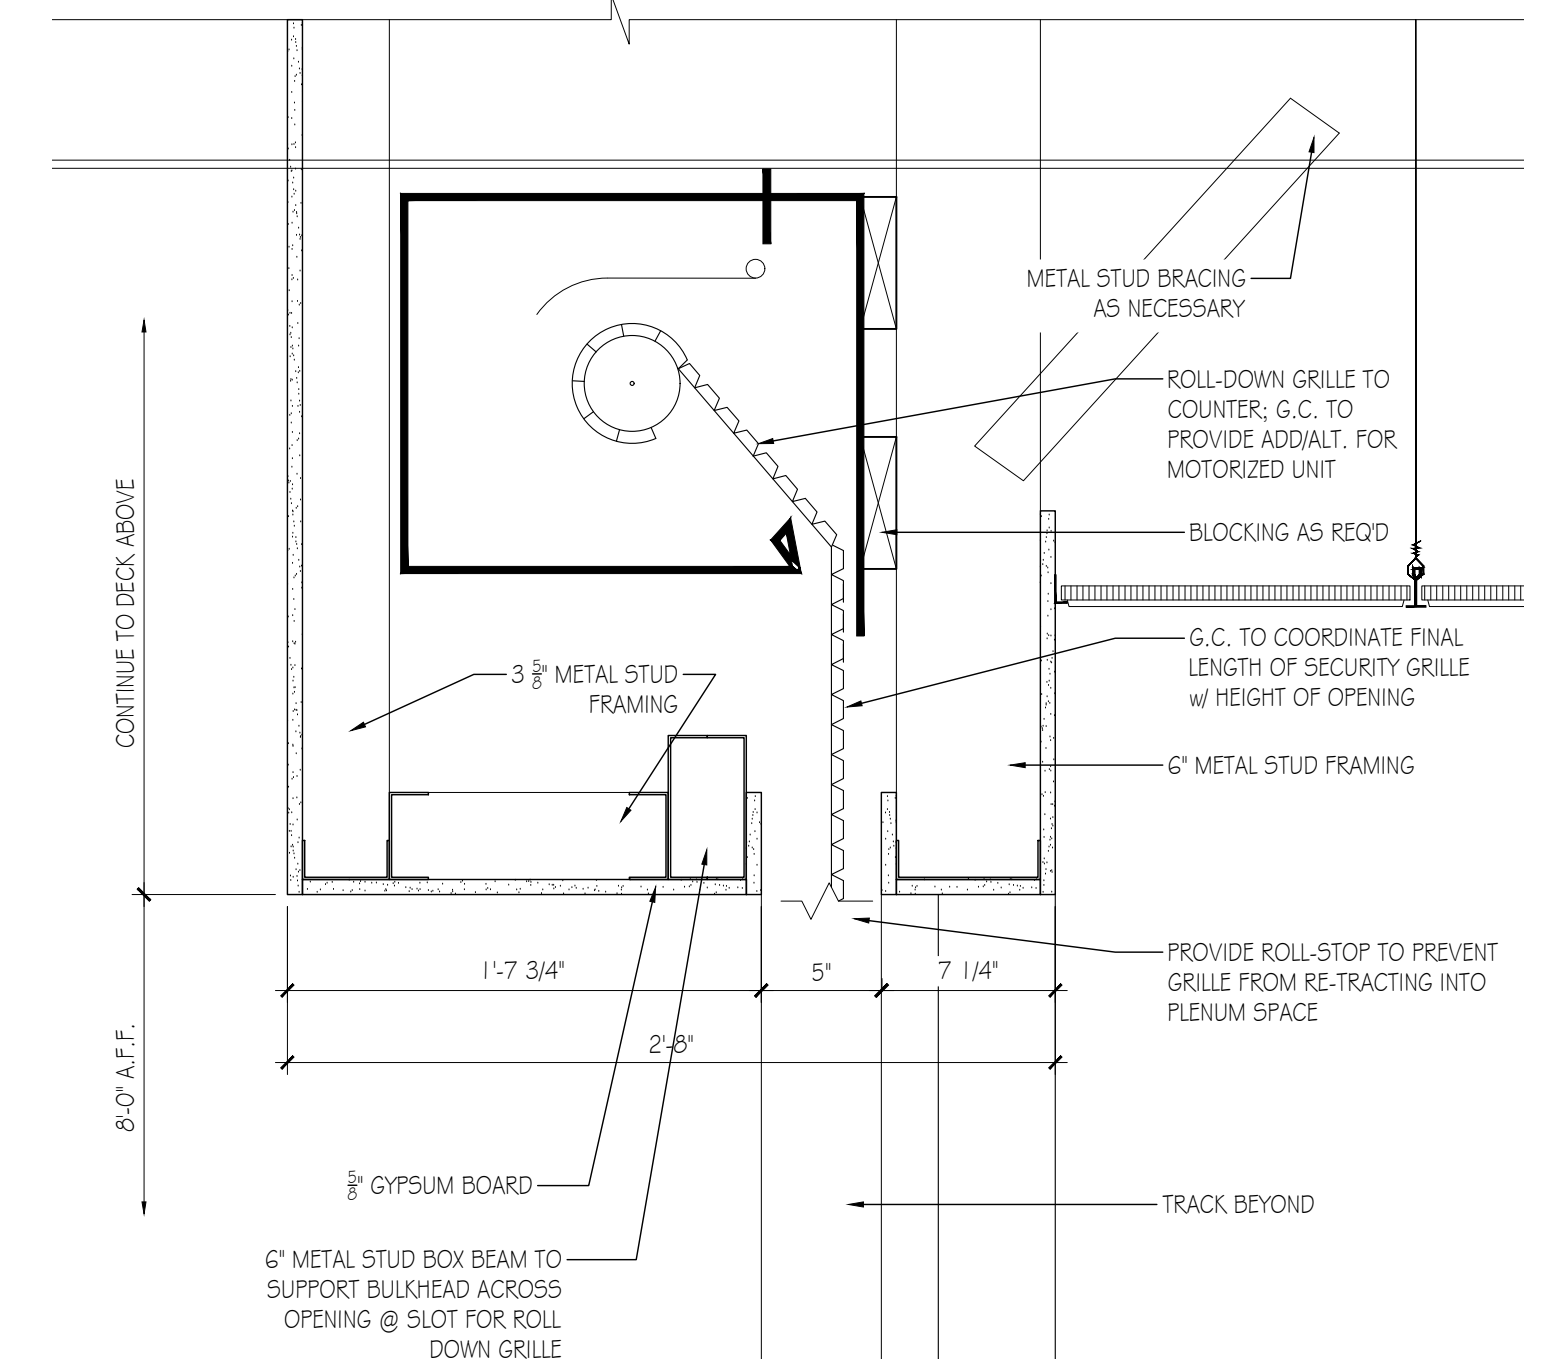 METAL STUD BRACING
AS NECESSARY
ROLL-DOWN GRILLE TO
COUNTER; G.C. TO
PROVIDE ADD/ALT. FOR
MOTORIZED UNIT
BLOCKING AS REQ'D
CONTINUE TO DECK ABOVE
G.C. TO COORDINATE FINAL
LENGTH OF SECURITY GRILLE
w/ HEIGHT OF OPENING
3 5/8" METAL STUD
FRAMING
6" METAL STUD FRAMING
PROVIDE ROLL-STOP TO PREVENT
GRILLE FROM RE-TRACTING INTO
PLENUM SPACE
1'-7 3/4"
5"
7 1/4"
2'-8"
8'-0" A.F.F.
5/8" GYPSUM BOARD
TRACK BEYOND
6" METAL STUD BOX BEAM TO
SUPPORT BULKHEAD ACROSS
OPENING @ SLOT FOR ROLL
DOWN GRILLE